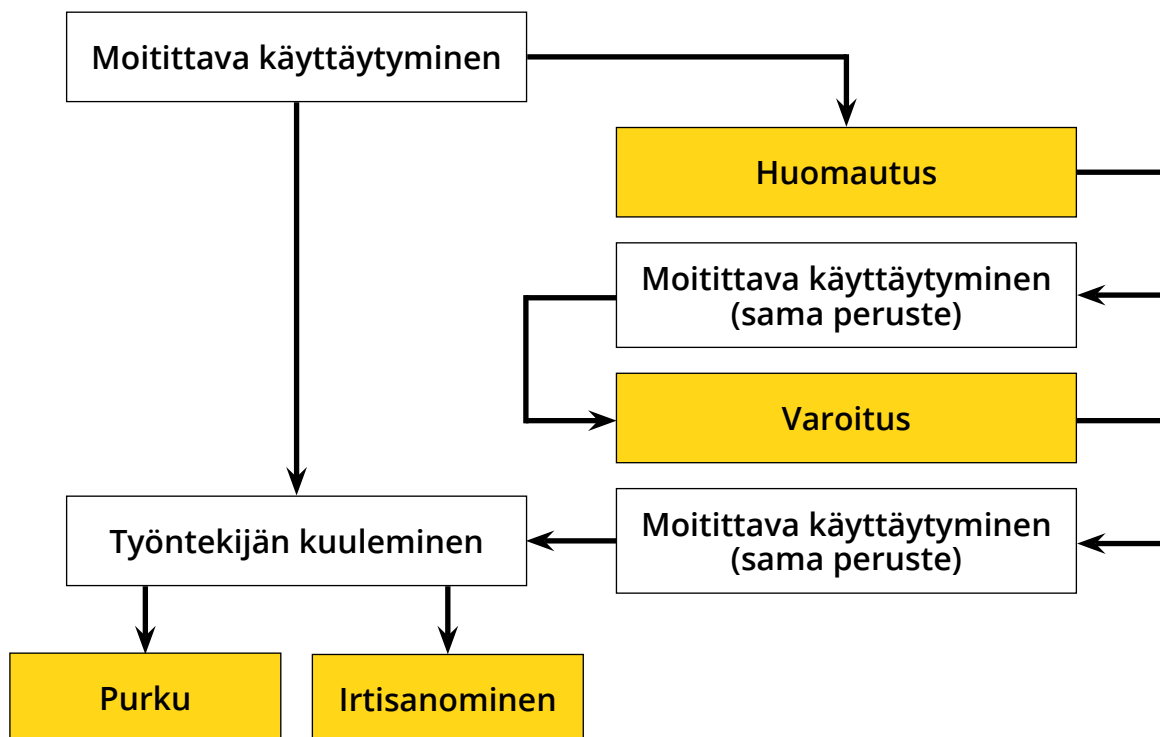 Moitittava käyttäytyminen
Huomautus
Moitittava käyttäytyminen
(sama peruste)
Varoitus
Moitittava käyttäytyminen
(sama peruste)
Työntekijän kuuleminen
Purku
Irtisanominen